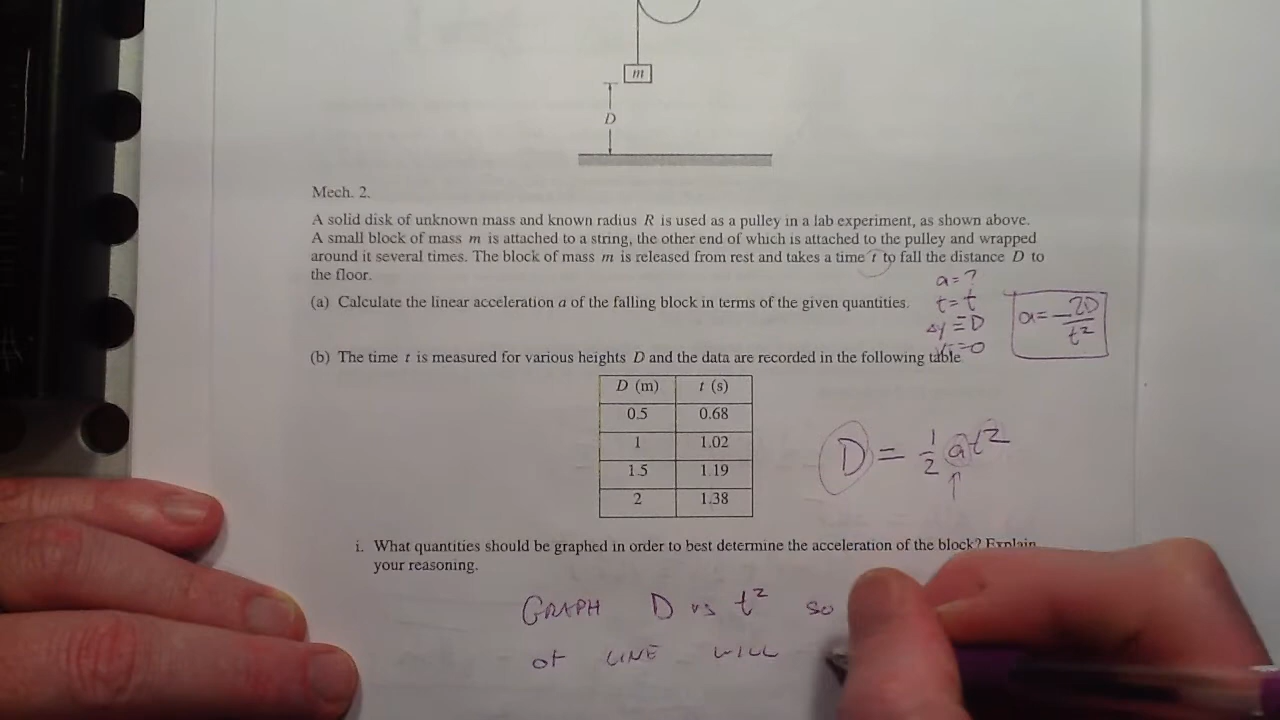 m
D
Mech. 2.
A solid disk of unknown mass and known radius R is used as a pulley in a lab experiment, as shown above.
A small block of mass m is attached to a string, the other end of which is attached to the pulley and wrapped
around it several times. The block of mass m is released from rest and takes a time t to fall the distance D to
the floor.
a=?
(a) Calculate the linear acceleration a of the falling block in terms of the given quantities.
t=t
Δy=D
a=-2D/t²
(b) The time t is measured for various heights D and the data are recorded in the following table
D (m) t (s)
0.5 0.68
1 1.02
1.5 1.19
2 1.38
D = 1/2 at²
↑
i. What quantities should be graphed in order to best determine the acceleration of the block? Explain
your reasoning.
GRAPH D vs t² so
of LINE WILL